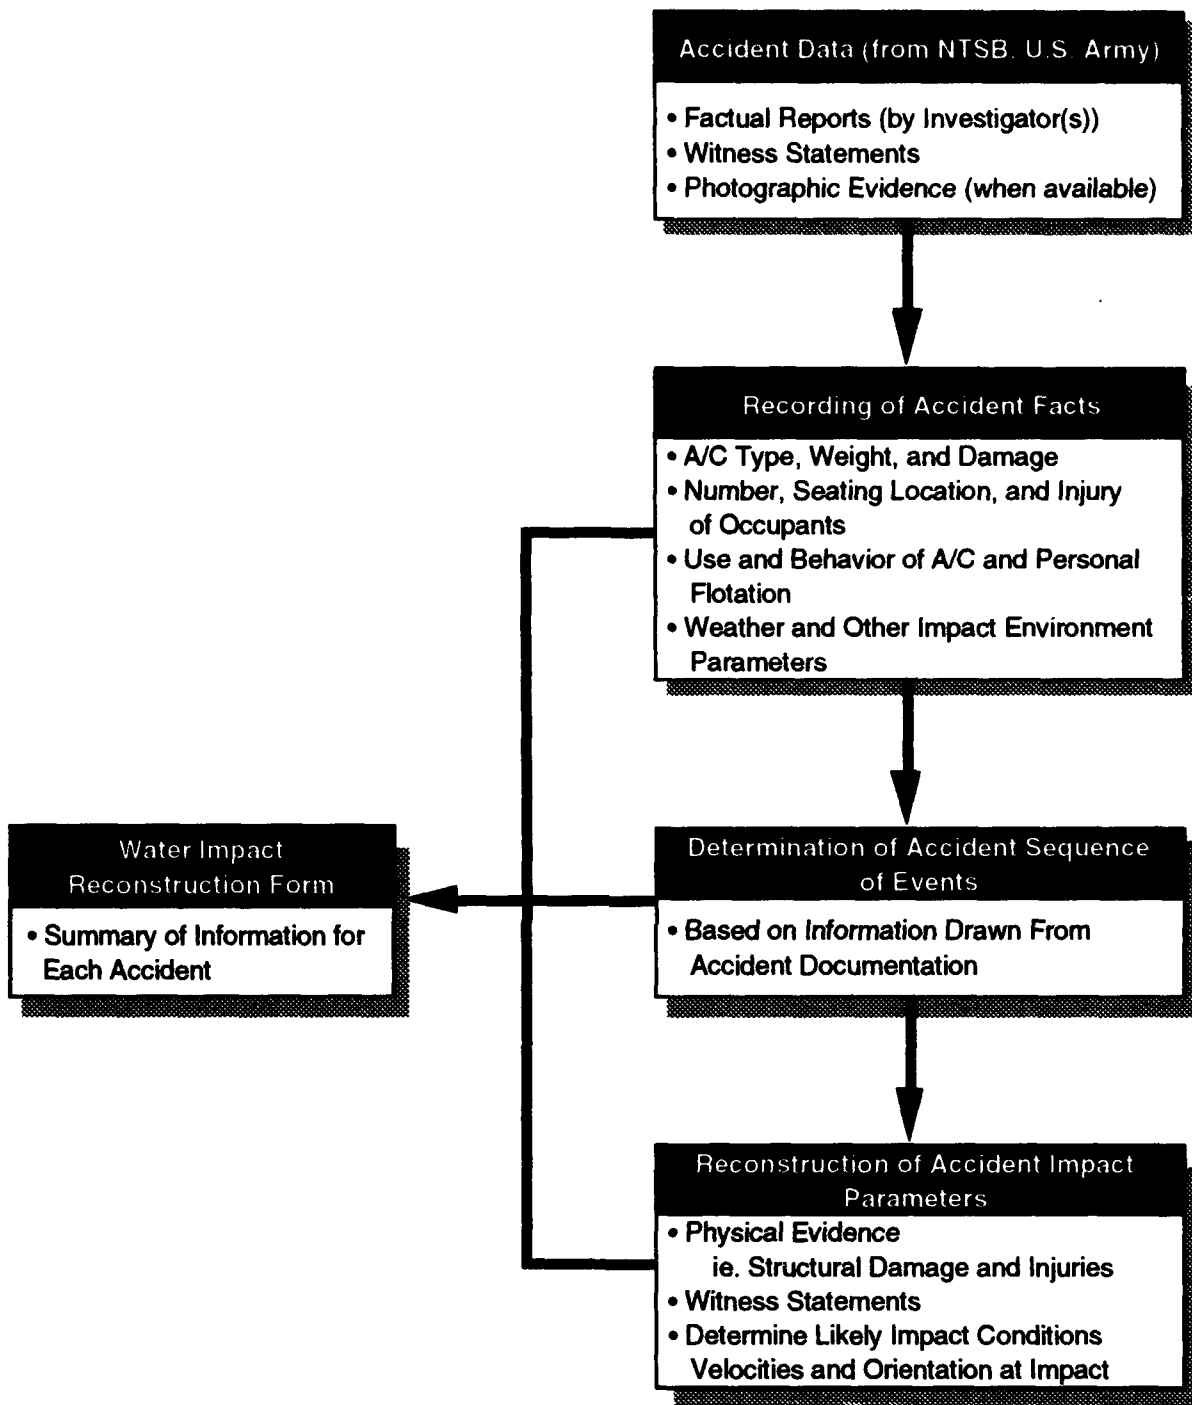 Accident Data (from NTSB, U.S. Army)
• Factual Reports (by Investigator(s))
• Witness Statements
• Photographic Evidence (when available)
Recording of Accident Facts
• A/C Type, Weight, and Damage
• Number, Seating Location, and Injury
of Occupants
• Use and Behavior of A/C and Personal
Flotation
• Weather and Other Impact Environment
Parameters
Water Impact
Reconstruction Form
• Summary of Information for
Each Accident
Determination of Accident Sequence
of Events
• Based on Information Drawn From
Accident Documentation
Reconstruction of Accident Impact
Parameters
• Physical Evidence
ie. Structural Damage and Injuries
• Witness Statements
• Determine Likely Impact Conditions
Velocities and Orientation at Impact